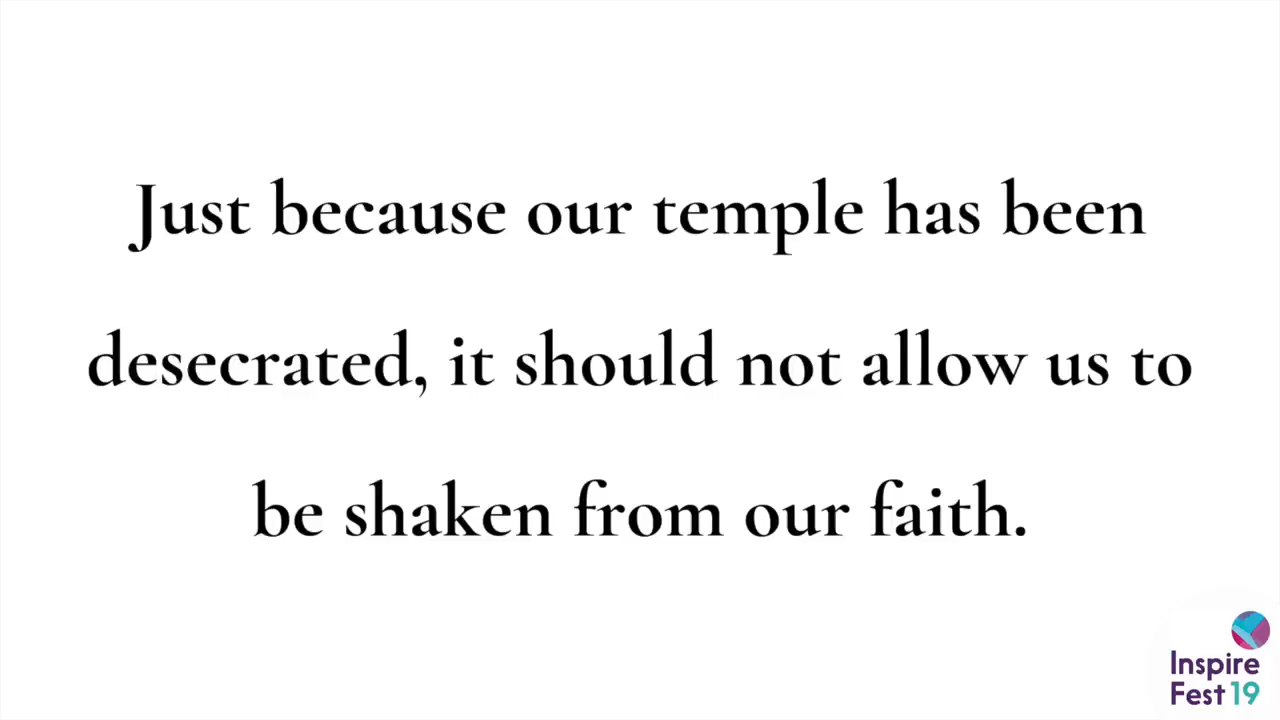 Just because our temple has been
desecrated, it should not allow us to
be shaken from our faith.
Inspire
Fest 19